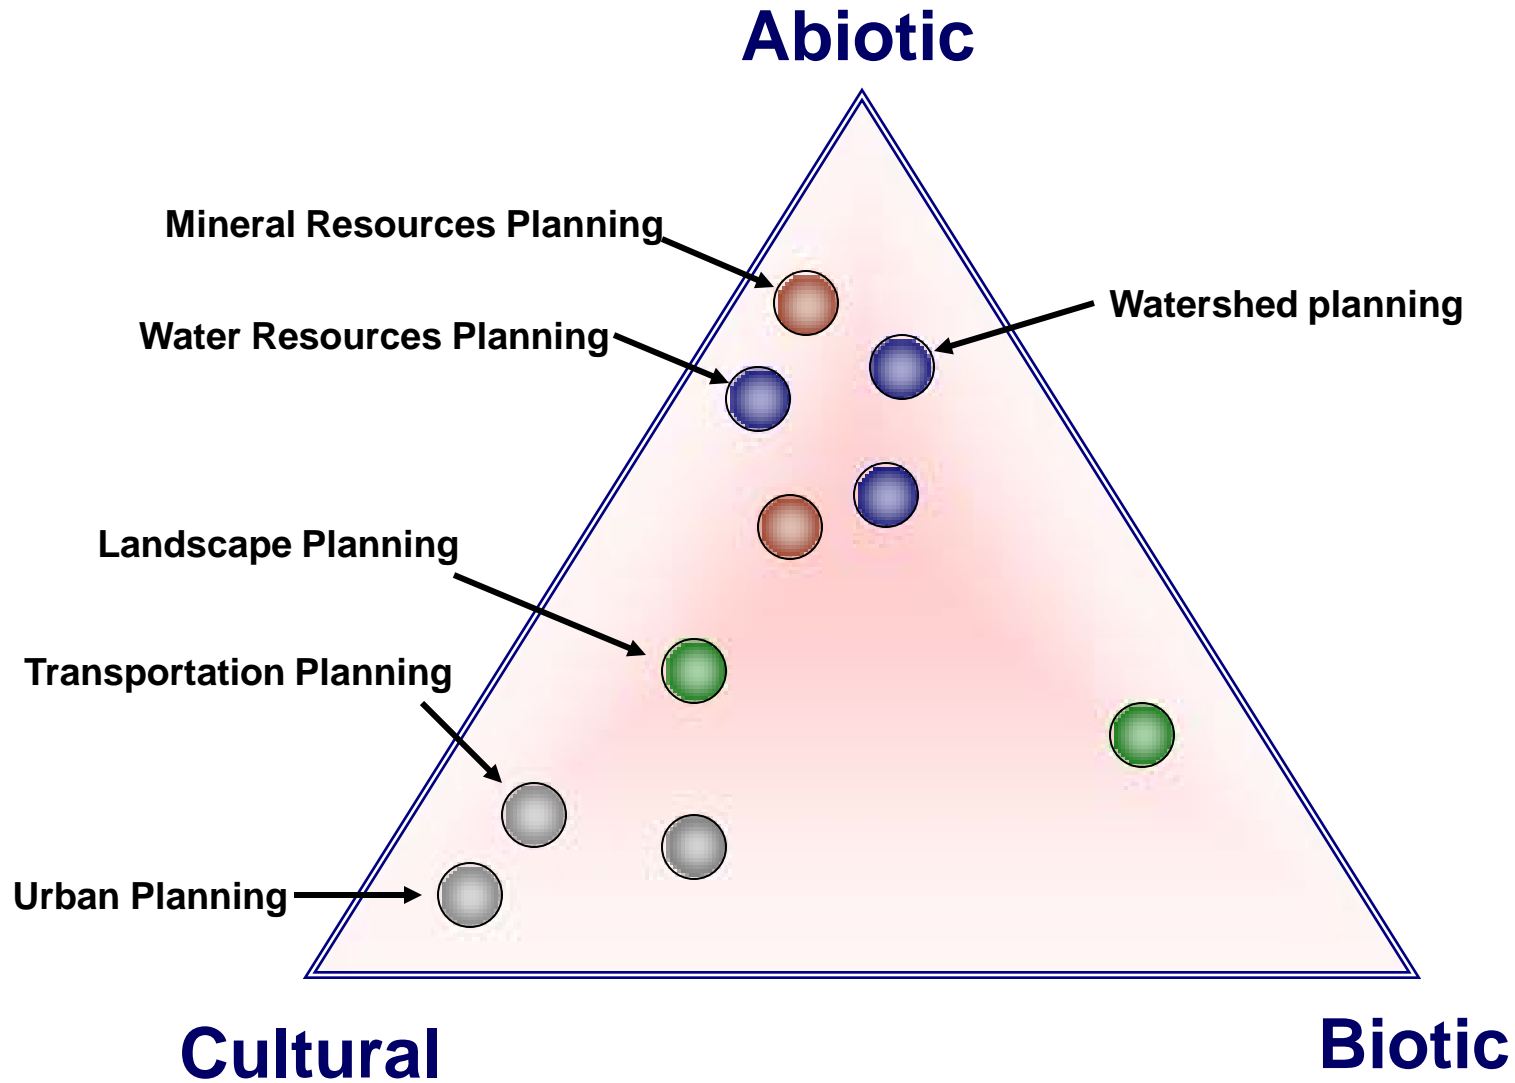 Abiotic
Mineral Resources Planning
Watershed planning
Water Resources Planning
Landscape Planning
Transportation Planning
Urban Planning
Cultural
Biotic